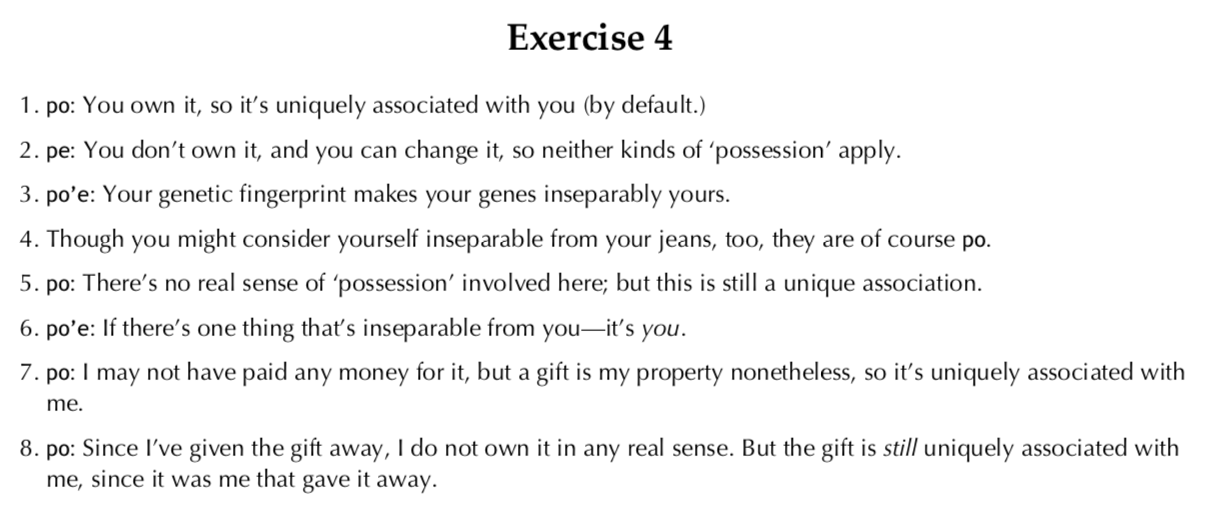 Exercise 4
1. po: You own it, so it’s uniquely associated with you (by default.)
2. pe: You don’t own it, and you can change it, so neither kinds of ‘possession’ apply.
3. po’e: Your genetic fingerprint makes your genes inseparably yours.
4. Though you might consider yourself inseparable from your jeans, too, they are of course po.
5. po: There’s no real sense of ‘possession’ involved here; but this is still a unique association.
6. po’e: If there’s one thing that’s inseparable from you—it’s you.
7. po: I may not have paid any money for it, but a gift is my property nonetheless, so it’s uniquely associated with
me.
8. po: Since I’ve given the gift away, I do not own it in any real sense. But the gift is still uniquely associated with
me, since it was me that gave it away.